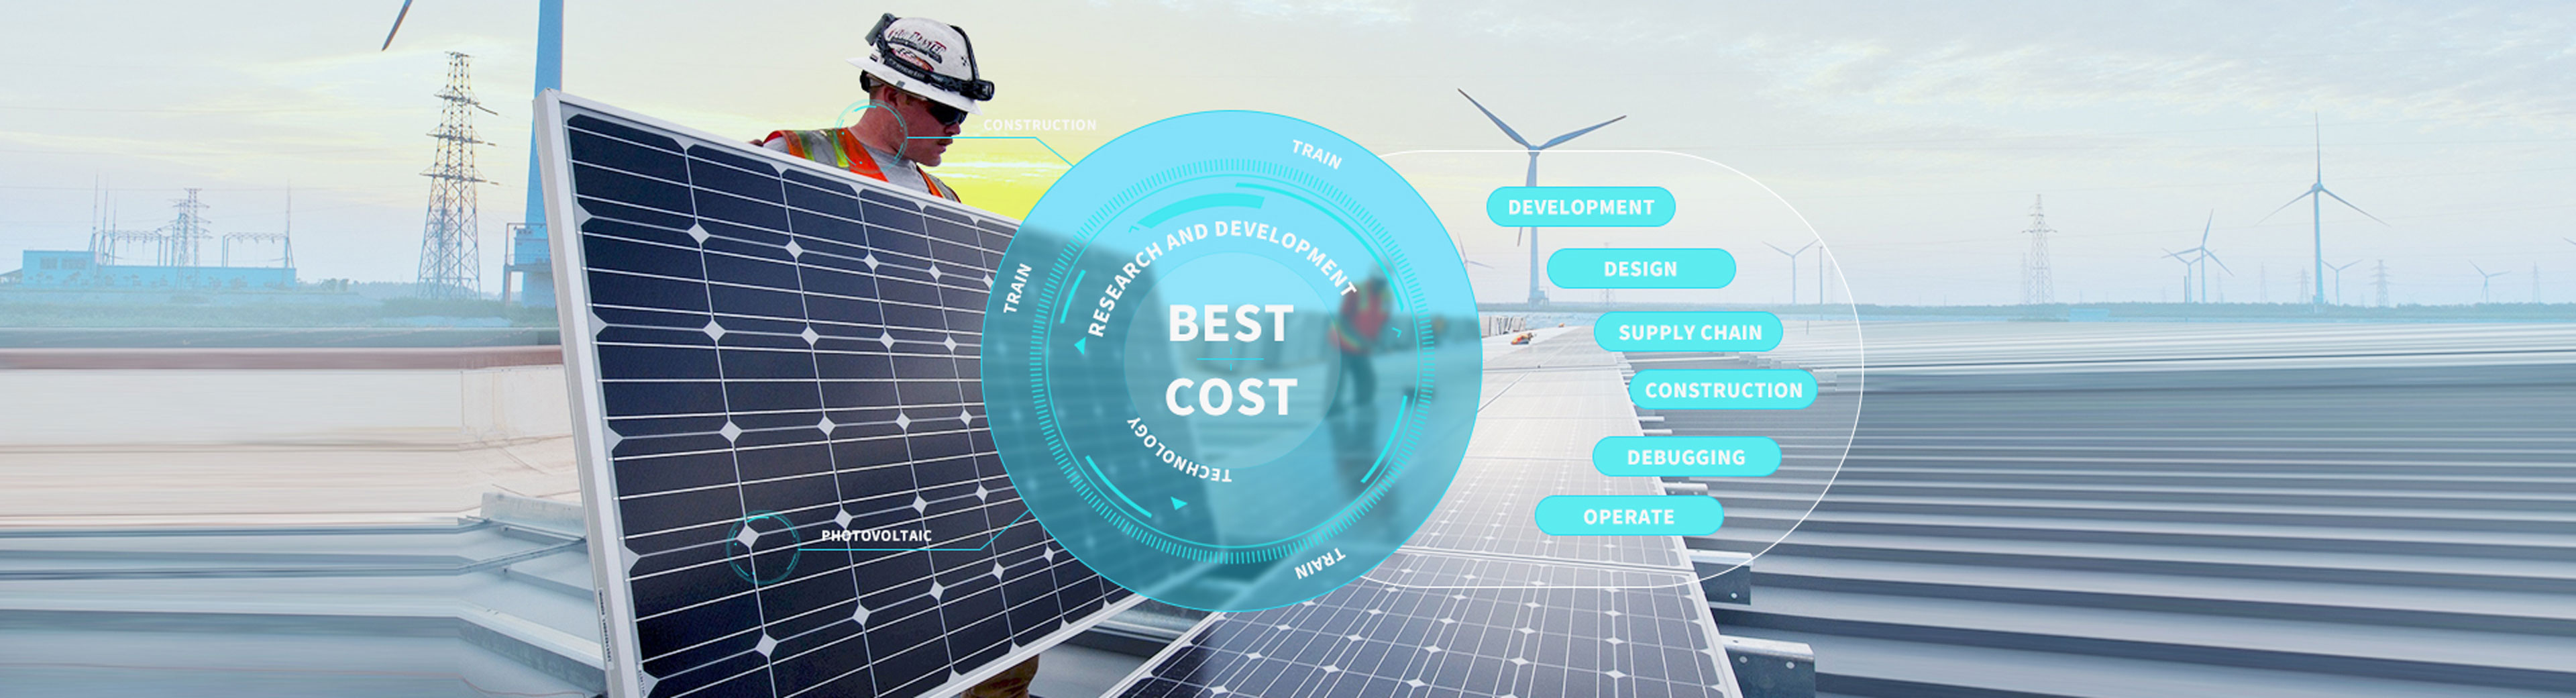 CONSTRUCTION
TRAIN
TRAIN
RESEARCH AND DEVELOPMENT
BEST
COST
TECHNOLOGY
TRAIN
PHOTOVOLTAIC
DEVELOPMENT
DESIGN
SUPPLY CHAIN
CONSTRUCTION
DEBUGGING
OPERATE